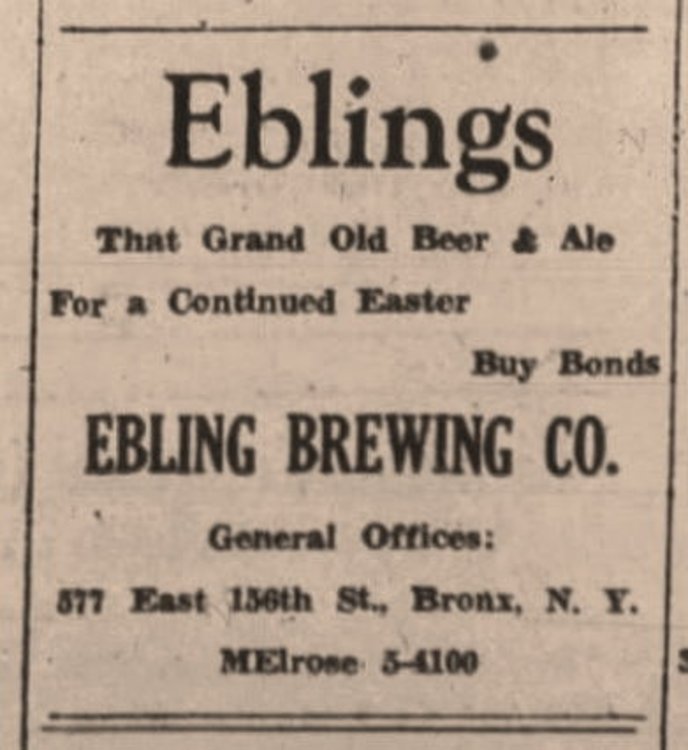 Eblings
That Grand Old Beer & Ale
For a Continued Easter
Buy Bonds
EBLING BREWING CO.
General Offices:
577 East 156th St., Bronx, N. Y.
MElrose 5-4100